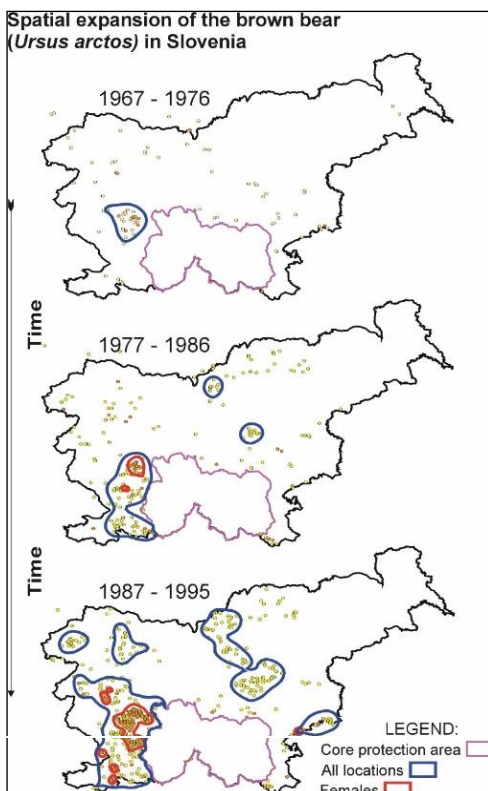 Spatial expansion of the brown bear
(Ursus arctos) in Slovenia
1967 - 1976
Time
1977 - 1986
Time
1987 - 1995
LEGEND:
Core protection area
All locations
Females